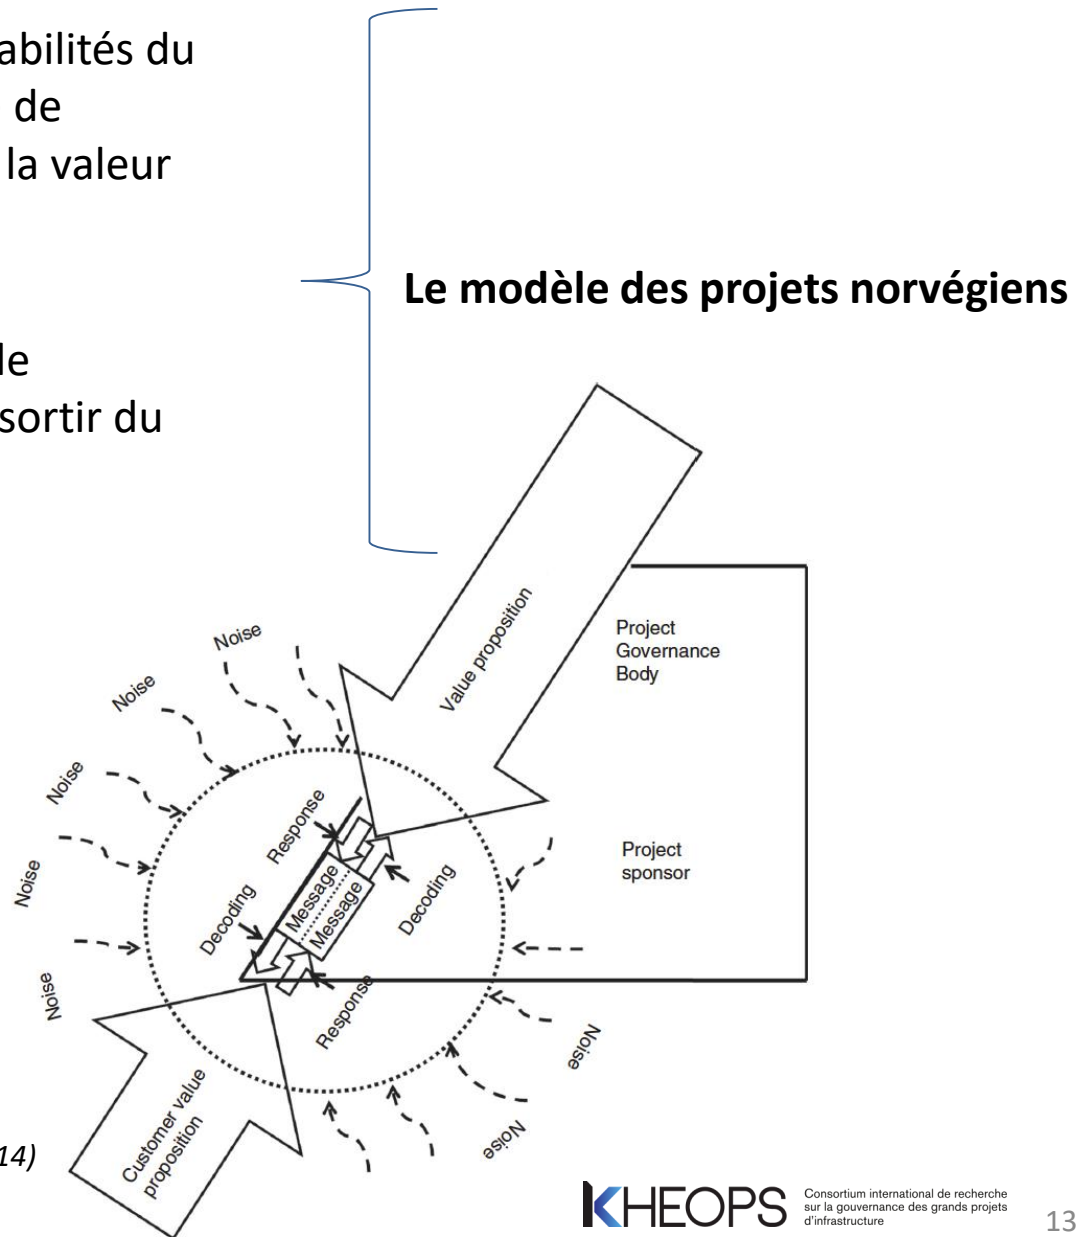 abilités du
de
la valeur
Le modèle des projets norvégiens
le
sortir du
Value proposition
Project
Governance
Body
Noise
Noise
Noise
Noise
Noise
Response
Decoding
Message
Message
Decoding
Response
Project
sponsor
Noise
Noise
Customer value
proposition
14)
KHEOPS
Consortium international de recherche
sur la gouvernance des grands projets
d'infrastructure
13